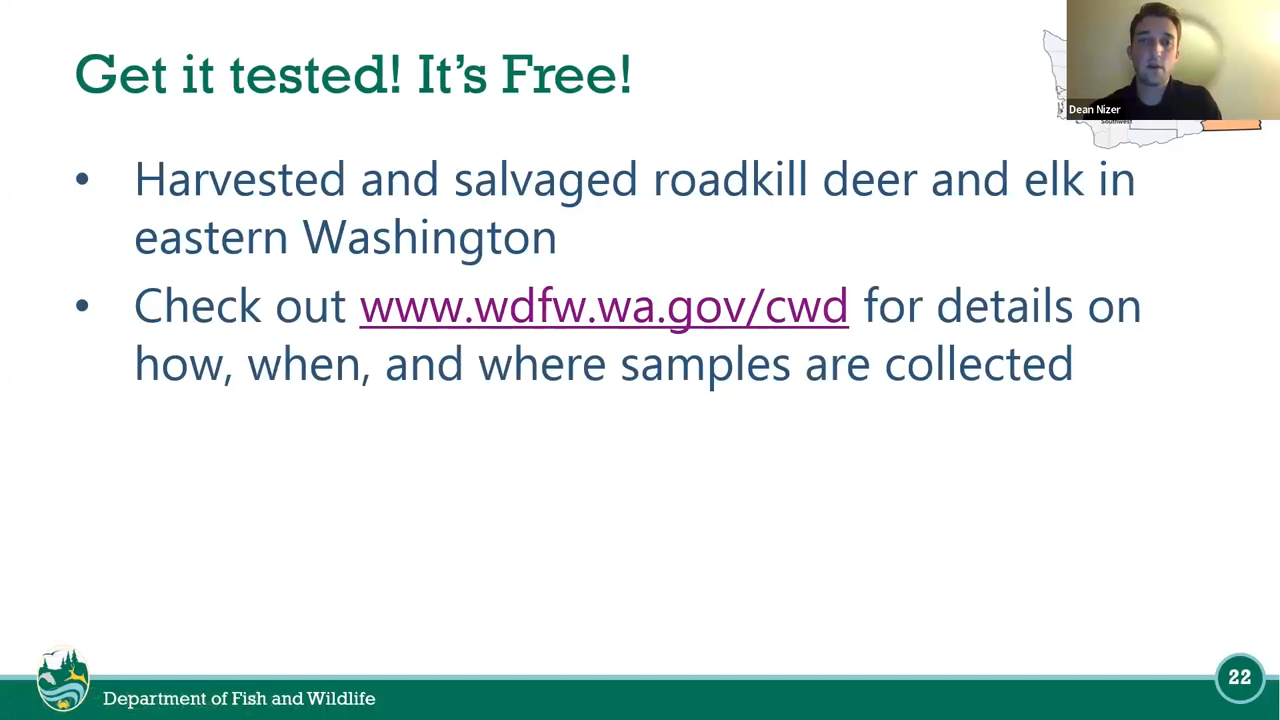 Get it tested! It's Free!
Dean Nizer
Southwest
• Harvested and salvaged roadkill deer and elk in
eastern Washington
• Check out www.wdfw.wa.gov/cwd for details on
how, when, and where samples are collected
Department of Fish and Wildlife
22